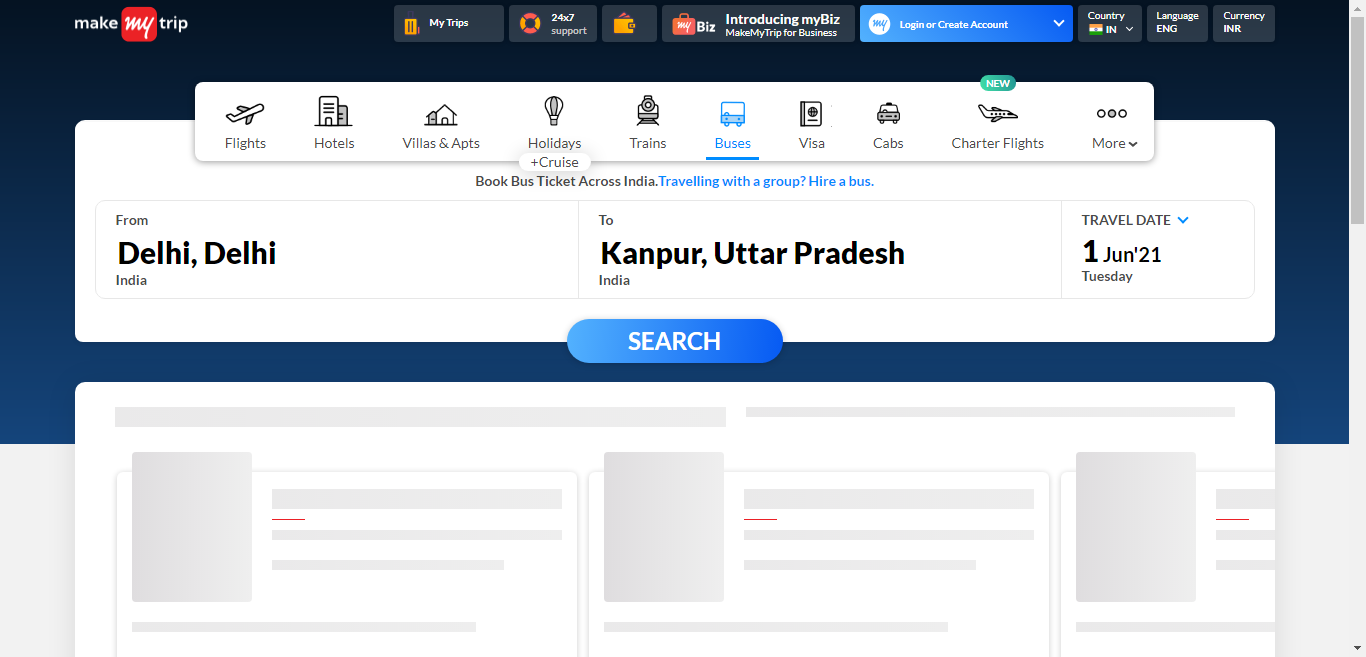 make my trip
My Trips
24x7
support
my Biz
Introducing myBiz
MakeMyTrip for Business
my
Login or Create Account
Country
IN
Language
ENG
Currency
INR
NEW
Flights
Hotels
Villas & Apts
Holidays
+Cruise
Trains
Buses
Visa
Cabs
Charter Flights
More
Book Bus Ticket Across India.Travelling with a group? Hire a bus.
From
Delhi, Delhi
India
To
Kanpur, Uttar Pradesh
India
TRAVEL DATE
1 Jun'21
Tuesday
SEARCH